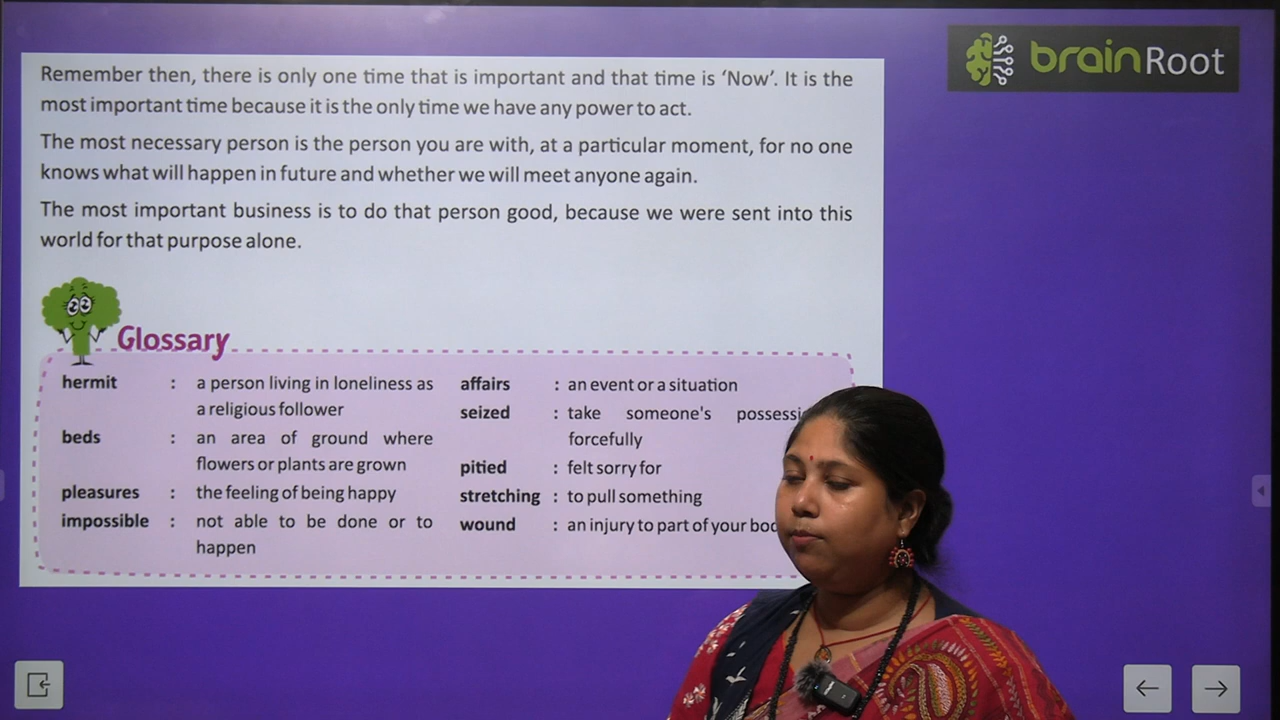 brainRoot
Remember then, there is only one time that is important and that time is ‘Now’. It is the
most important time because it is the only time we have any power to act.
The most necessary person is the person you are with, at a particular moment, for no one
knows what will happen in future and whether we will meet anyone again.
The most important business is to do that person good, because we were sent into this
world for that purpose alone.
Glossary
hermit : a person living in loneliness as
a religious follower
beds : an area of ground where
flowers or plants are grown
pleasures : the feeling of being happy
impossible : not able to be done or to
happen
affairs : an event or a situation
seized : take someone's
forcefully
pitied : felt sorry for
stretching : to pull something
wound : an injury to part of your